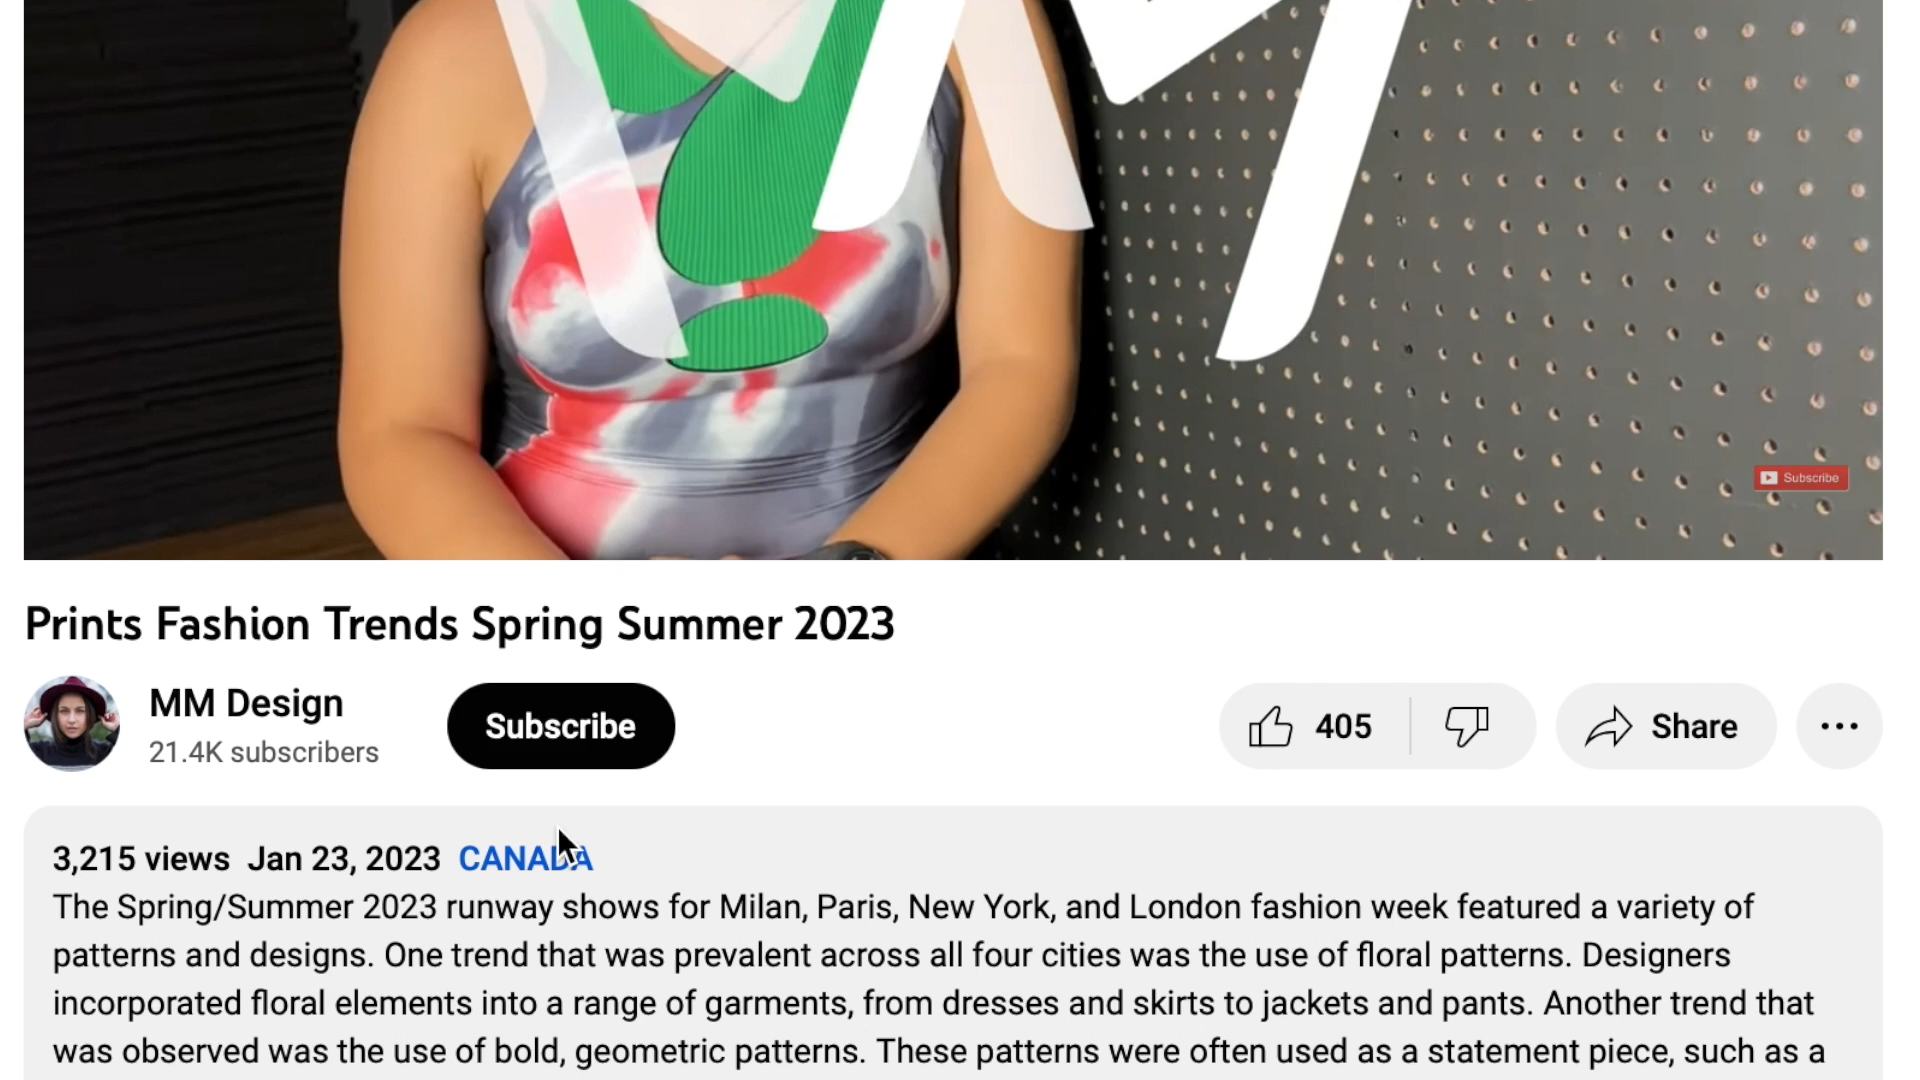 Subscribe
Prints Fashion Trends Spring Summer 2023
MM Design
21.4K subscribers
Subscribe
405
Share
3,215 views Jan 23, 2023 CANADA
The Spring/Summer 2023 runway shows for Milan, Paris, New York, and London fashion week featured a variety of
patterns and designs. One trend that was prevalent across all four cities was the use of floral patterns. Designers
incorporated floral elements into a range of garments, from dresses and skirts to jackets and pants. Another trend that
was observed was the use of bold, geometric patterns. These patterns were often used as a statement piece, such as a